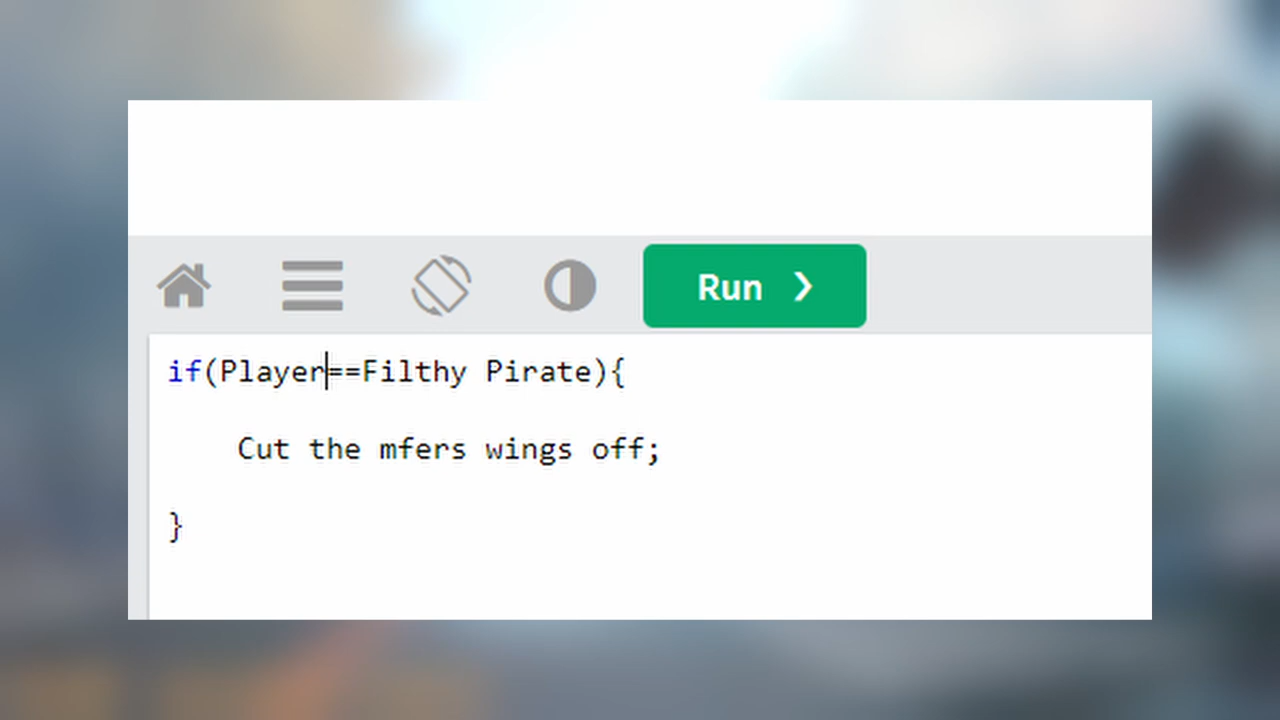 Run
if(Player==Filthy Pirate){
Cut the mfers wings off;
}